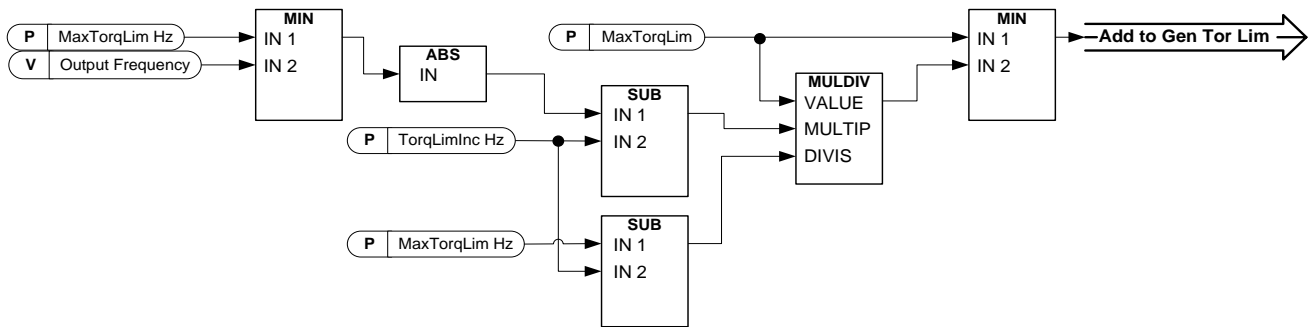 MIN
P MaxTorqLim Hz
IN 1
V Output Frequency
IN 2
ABS
IN
P MaxTorqLim
MIN
IN 1
IN 2
Add to Gen Tor Lim
SUB
IN 1
P TorqLimInc Hz
IN 2
MULDIV
VALUE
MULTIP
DIVIS
SUB
P MaxTorqLim Hz
IN 1
IN 2